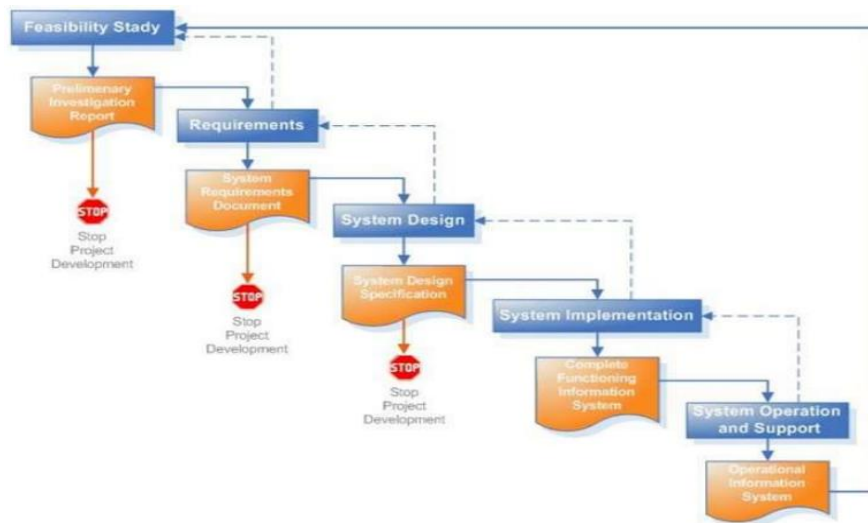 Feasibility Stady
Prelimenary
Investigation
Report
Requirements
STOP
Stop
Project
Development
System
Requirements
Document
System Design
STOP
Stop
Project
Development
System Design
Specification
System Implementation
STOP
Stop
Project
Development
Complete
Functioning
Information
System
System Operation
and Support
Operational
Information
System